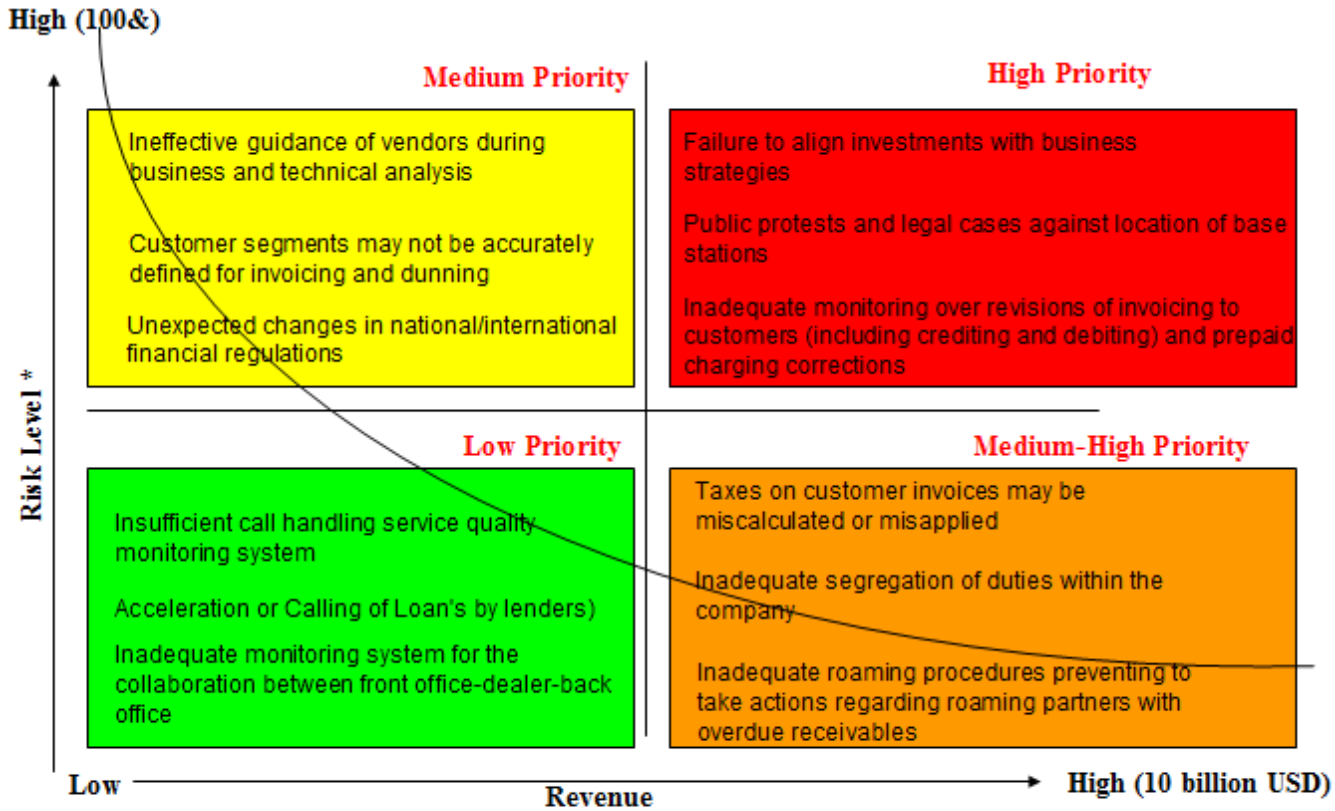 High (100&)
Medium Priority
High Priority
Ineffective guidance of vendors during
business and technical analysis
Customer segments may not be accurately
defined for invoicing and dunning
Unexpected changes in national/international
financial regulations
Failure to align investments with business
strategies
Public protests and legal cases against location of base
stations
Inadequate monitoring over revisions of invoicing to
customers (including crediting and debiting) and prepaid
charging corrections
Risk Level *
Low Priority
Medium-High Priority
Insufficient call handling service quality
monitoring system
Acceleration or Calling of Loan's by lenders)
Inadequate monitoring system for the
collaboration between front office-dealer-back
office
Taxes on customer invoices may be
miscalculated or misapplied
Inadequate segregation of duties within the
company
Inadequate roaming procedures preventing to
take actions regarding roaming partners with
overdue receivables
Low
Revenue
High (10 billion USD)